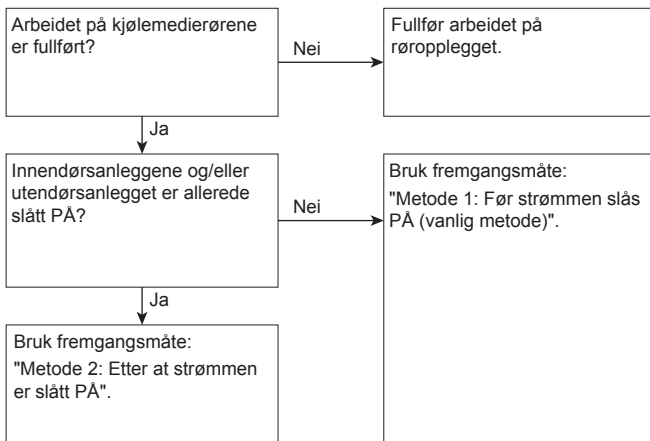 Arbeidet på kjølemedierørene
er fullført?
Nei
Fullfør arbeidet på
røropplegget.
Ja
Innendørsanleggene og/eller
utendørsanlegget er allerede
slått PÅ?
Nei
Bruk fremgangsmåte:
"Metode 1: Før strømmen slås
PÅ (vanlig metode)".
Ja
Bruk fremgangsmåte:
"Metode 2: Etter at strømmen
er slått PÅ".